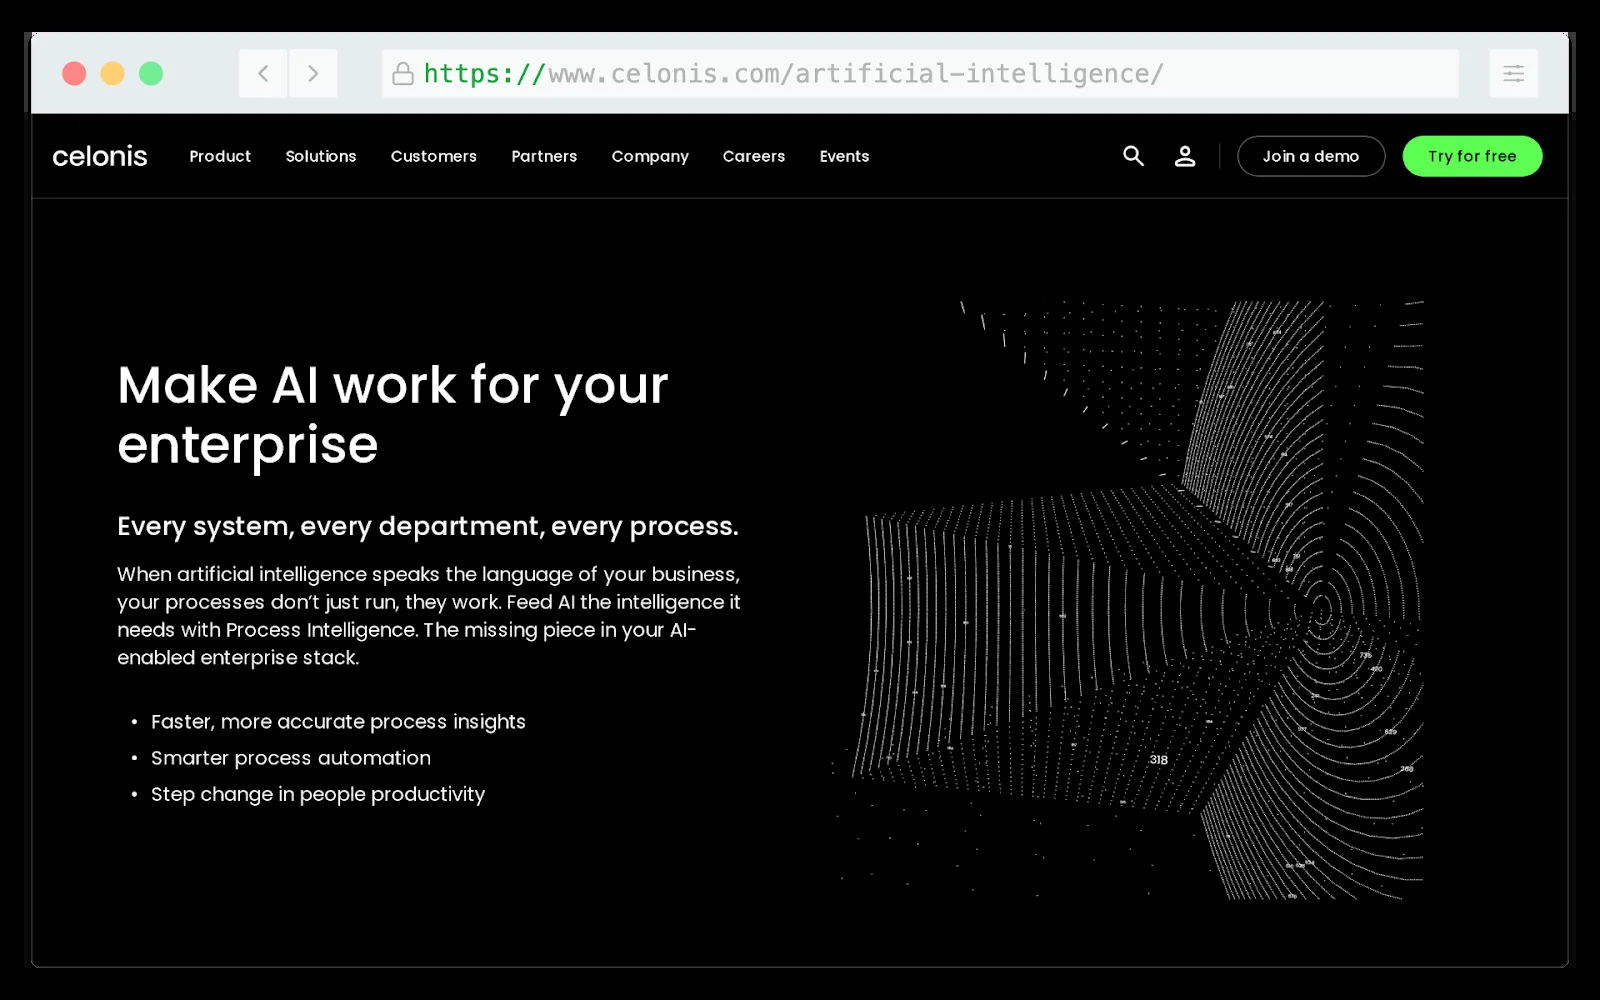 https://www.celonis.com/artificial-intelligence/
celonis Product Solutions Customers Partners Company Careers Events Join a demo Try for free
Make AI work for your
enterprise
Every system, every department, every process.
When artificial intelligence speaks the language of your business,
your processes don’t just run, they work. Feed AI the intelligence it
needs with Process Intelligence. The missing piece in your AI-
enabled enterprise stack.
• Faster, more accurate process insights
• Smarter process automation
• Step change in people productivity
318